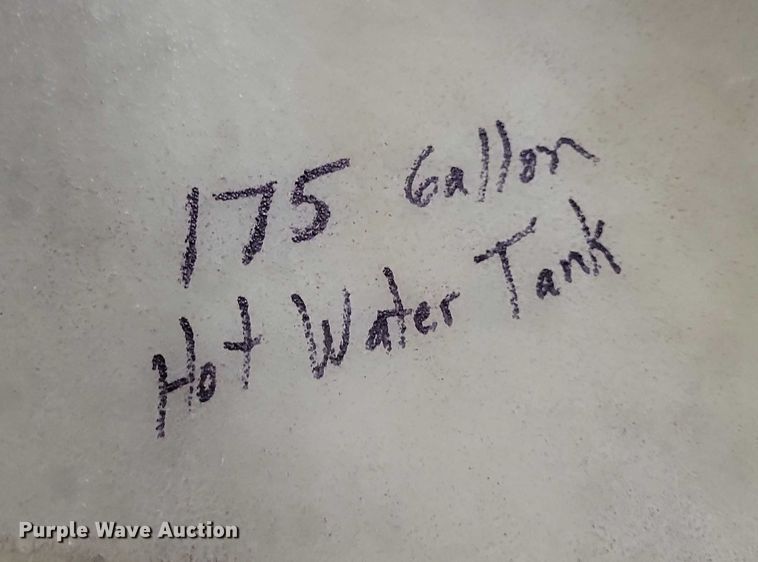 175 Gallon
Hot Water Tank
Purple Wave Auction